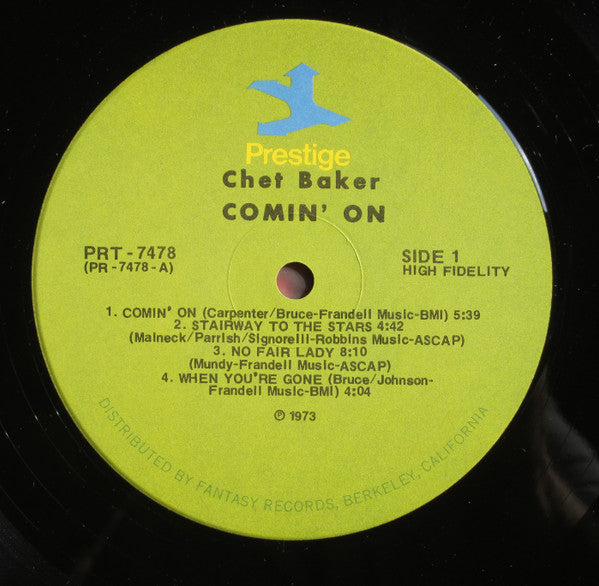 Prestige
Chet Baker
COMIN' ON
PRT-7478
(PR-7478-A)
SIDE 1
HIGH FIDELITY
1. COMIN' ON (Carpenter/Bruce-Frandell Music-BMI) 5:39
2. STAIRWAY TO THE STARS 4:42
(Malneck/Parrish/Signorelli-Robbins Music-ASCAP)
3. NO FAIR LADY 8:10
(Mundy-Frandell Music-ASCAP)
4. WHEN YOU'RE GONE (Bruce/Johnson-
Frandell Music-BMI) 4:04
℗ 1973
DISTRIBUTED BY FANTASY RECORDS, BERKELEY, CALIFORNIA